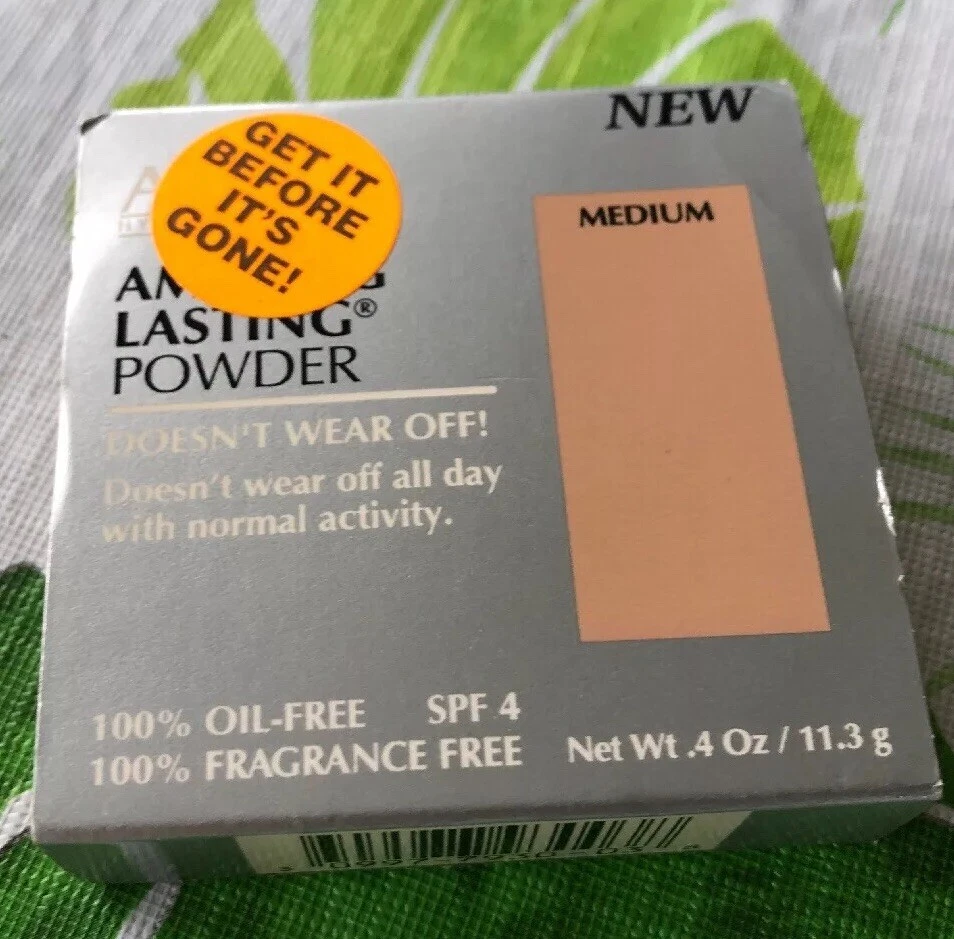 NEW
GET IT
BEFORE
IT'S
GONE!
MEDIUM
LASTING®
POWDER
DOESN'T WEAR OFF!
Doesn't wear off all day
with normal activity.
100% OIL-FREE SPF 4
100% FRAGRANCE FREE
Net Wt .4 Oz / 11.3 g